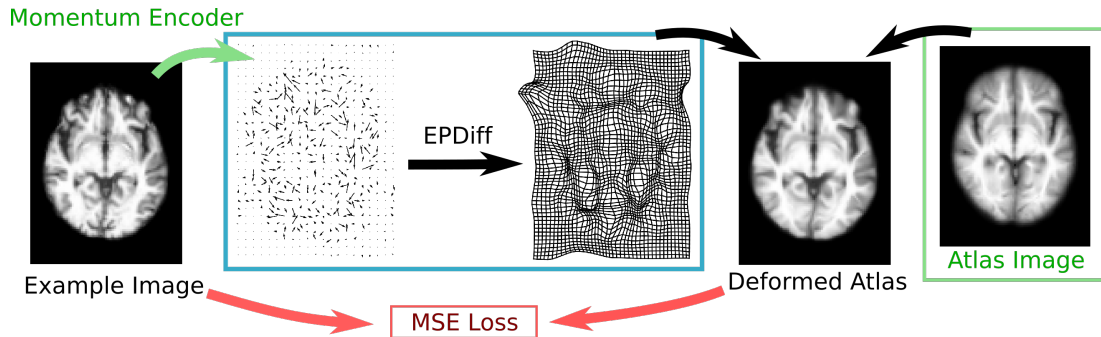 Momentum Encoder
EPDiff
Example Image
Deformed Atlas
Atlas Image
MSE Loss